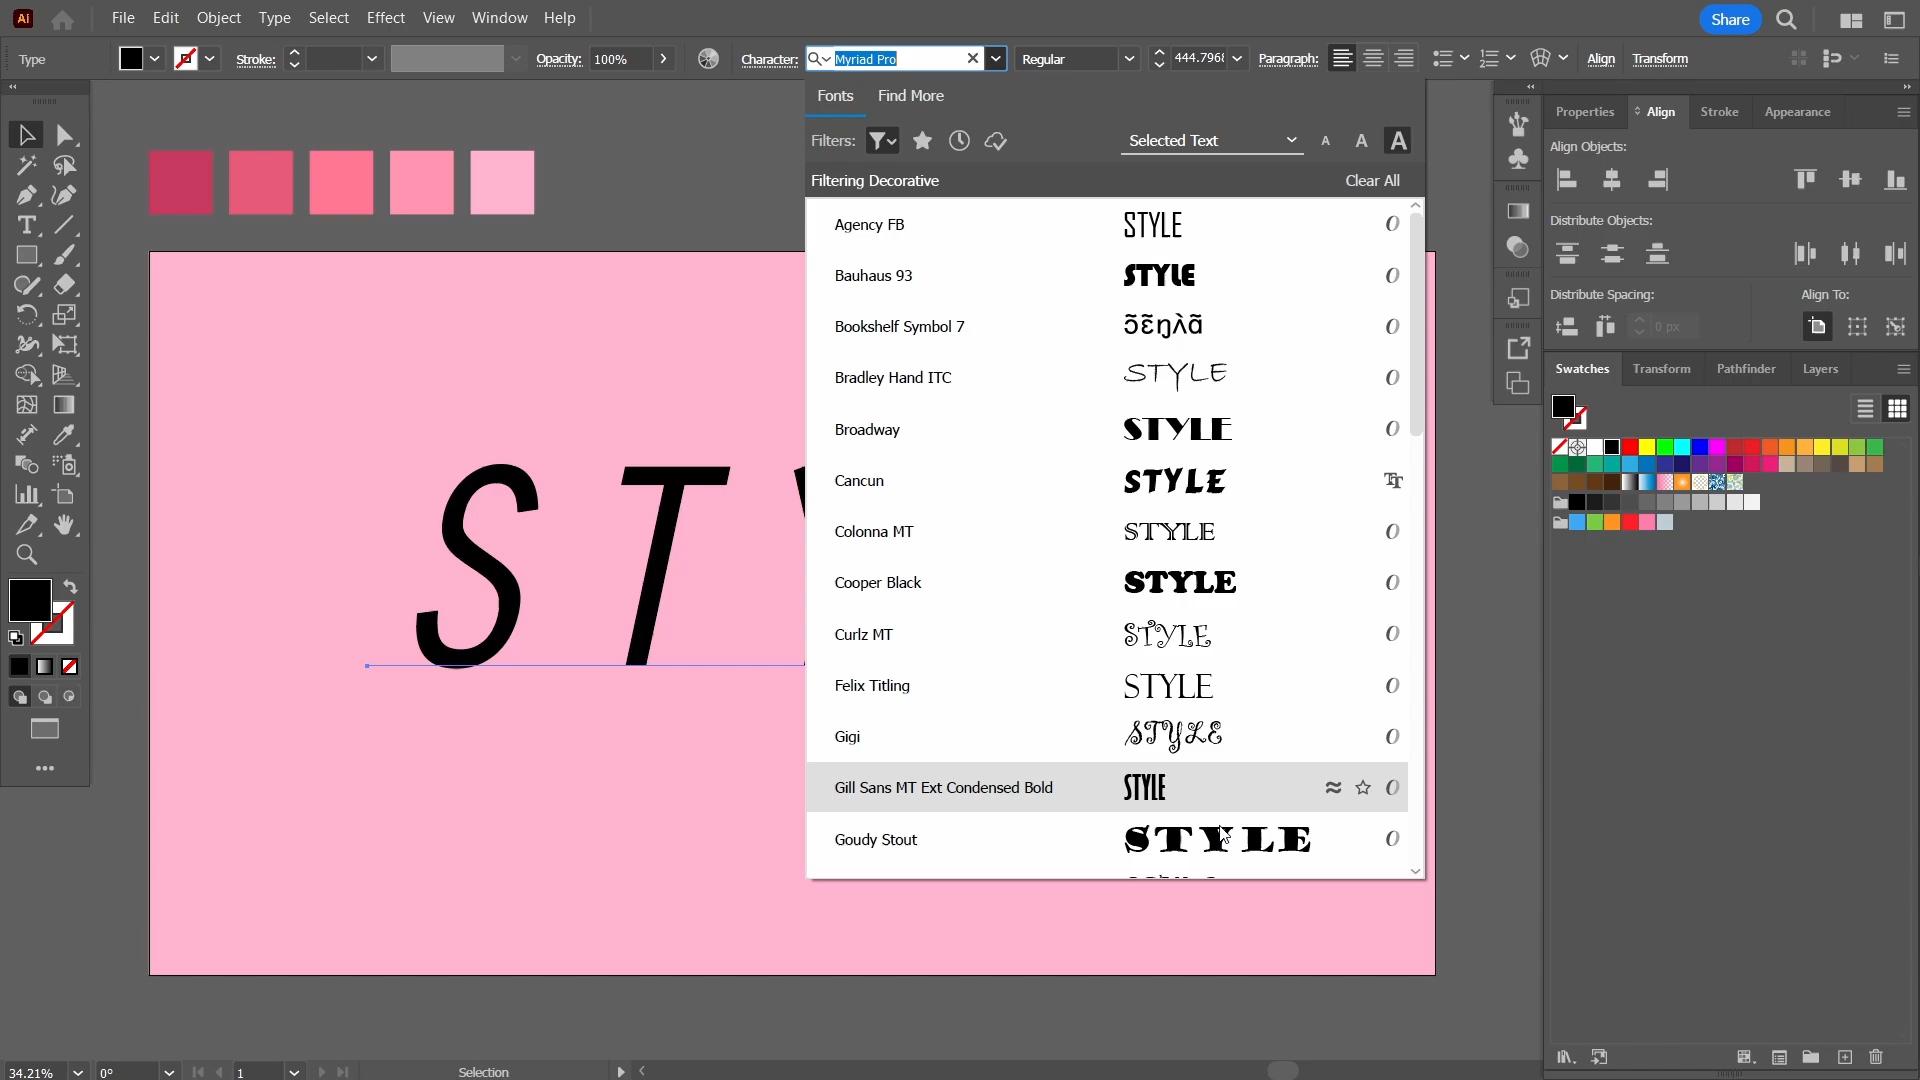 Ai File Edit Object Type Select Effect View Window Help Share
Type Stroke: Opacity: 100% Character: Myriad Pro Regular 444.796 Paragraph: Align Transform
Fonts Find More
Filters: Selected Text A A A
Filtering Decorative Clear All
Agency FB STYLE
Bauhaus 93 STYLE
Bookshelf Symbol 7
Bradley Hand ITC STYLE
Broadway STYLE
Cancun STYLE
Colonna MT STYLE
Cooper Black STYLE
Curlz MT STYLE
Felix Titling STYLE
Gigi STYLE
Gill Sans MT Ext Condensed Bold STYLE
Goudy Stout STYLE
S T
Properties Align Stroke Appearance
Align Objects:
Distribute Objects:
Distribute Spacing: Align To:
0 px
Swatches Transform Pathfinder Layers
34.21% 0° 1 Selection